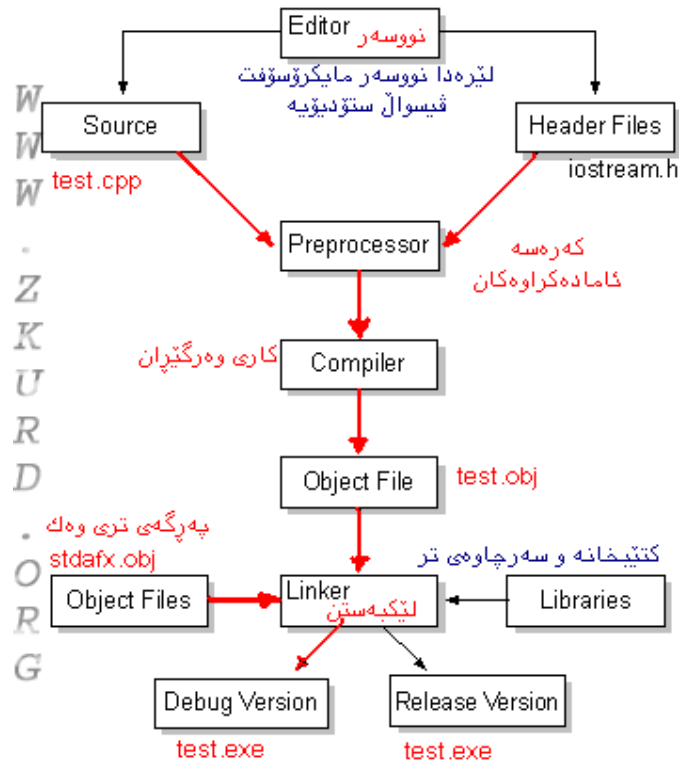 Editor نووسەر
لێرەدا نووسەر مایکرۆسۆفت
ڤیسواڵ ستۆدیۆیە
Source
Header Files
test.cpp
iostream.h
Preprocessor
کەرەسە
ئامادەکراوەکان
Compiler
کاری وەرگێڕان
Object File
test.obj
پەڕگەی تری وەك
stdafx.obj
کتێبخانە و سەرچاوەی تر
Object Files
Linker
لێکبەستن
Libraries
Debug Version
Release Version
test.exe
test.exe
WWW.ZKURD.ORG